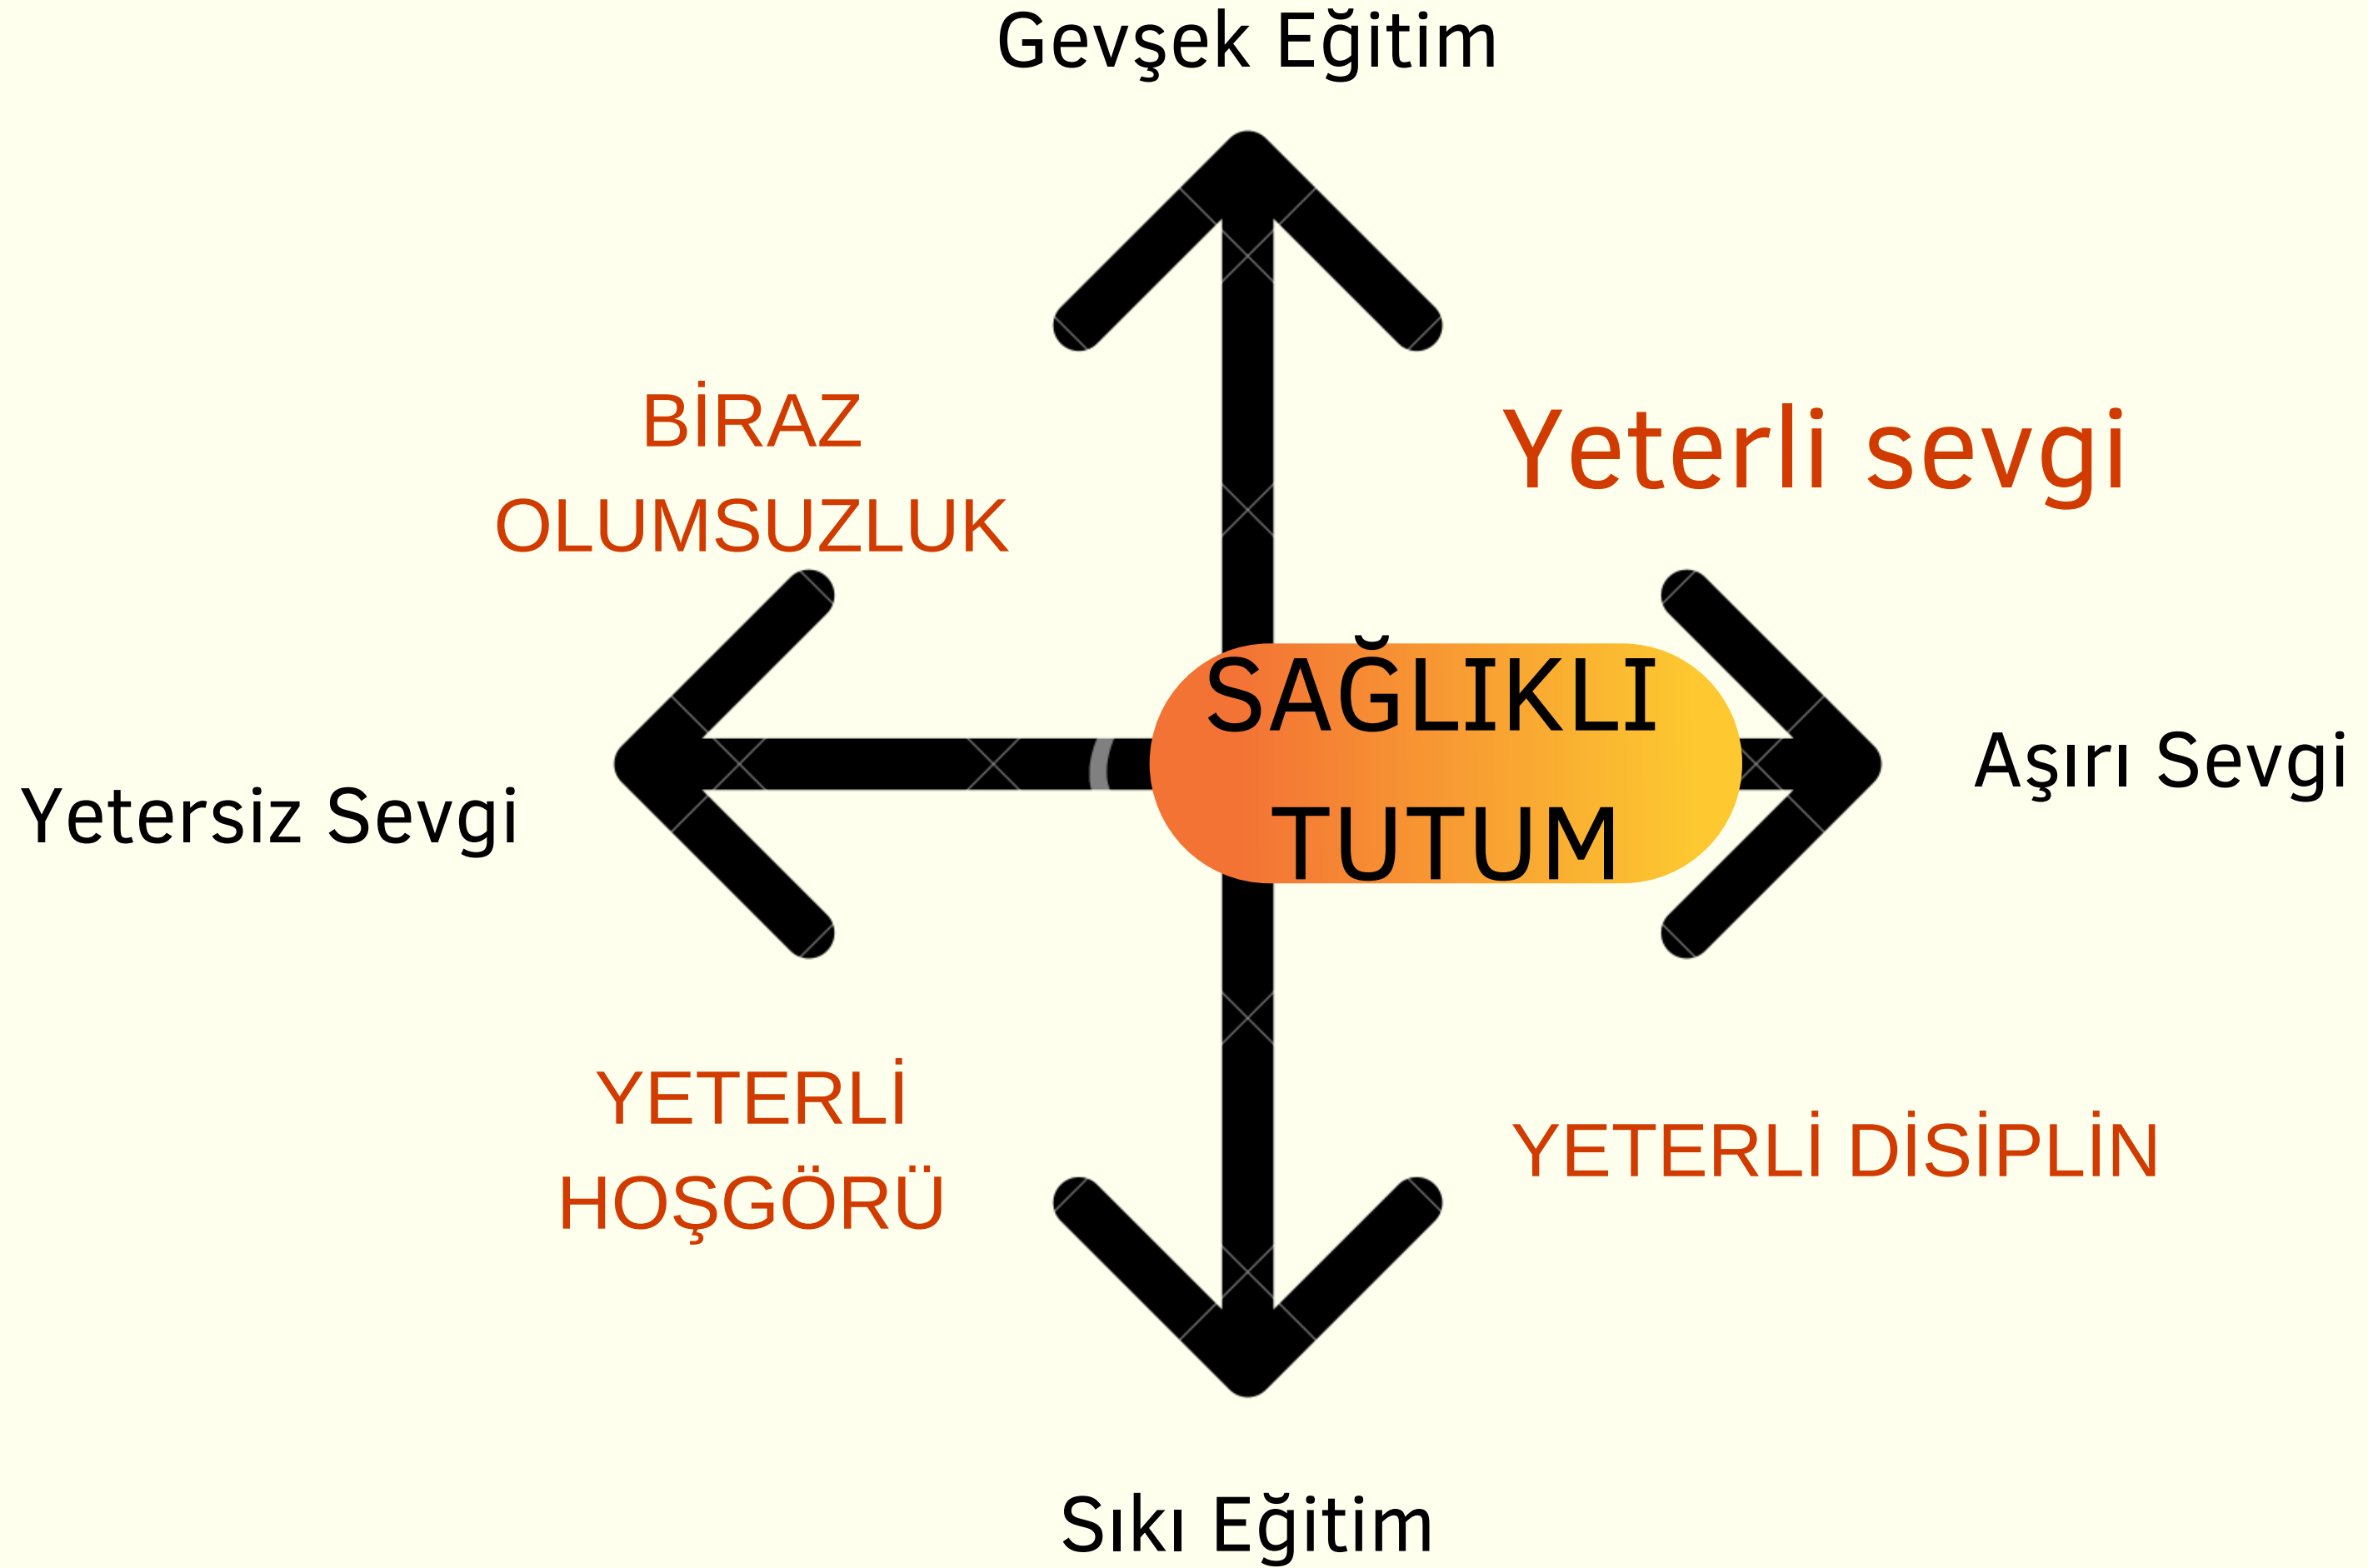 Gevşek Eğitim
BİRAZ
OLUMSUZLUK
Yeterli sevgi
SAĞLIKLI
TUTUM
Yetersiz Sevgi
Aşırı Sevgi
YETERLİ
HOŞGÖRÜ
YETERLİ DİSİPLİN
Sıkı Eğitim